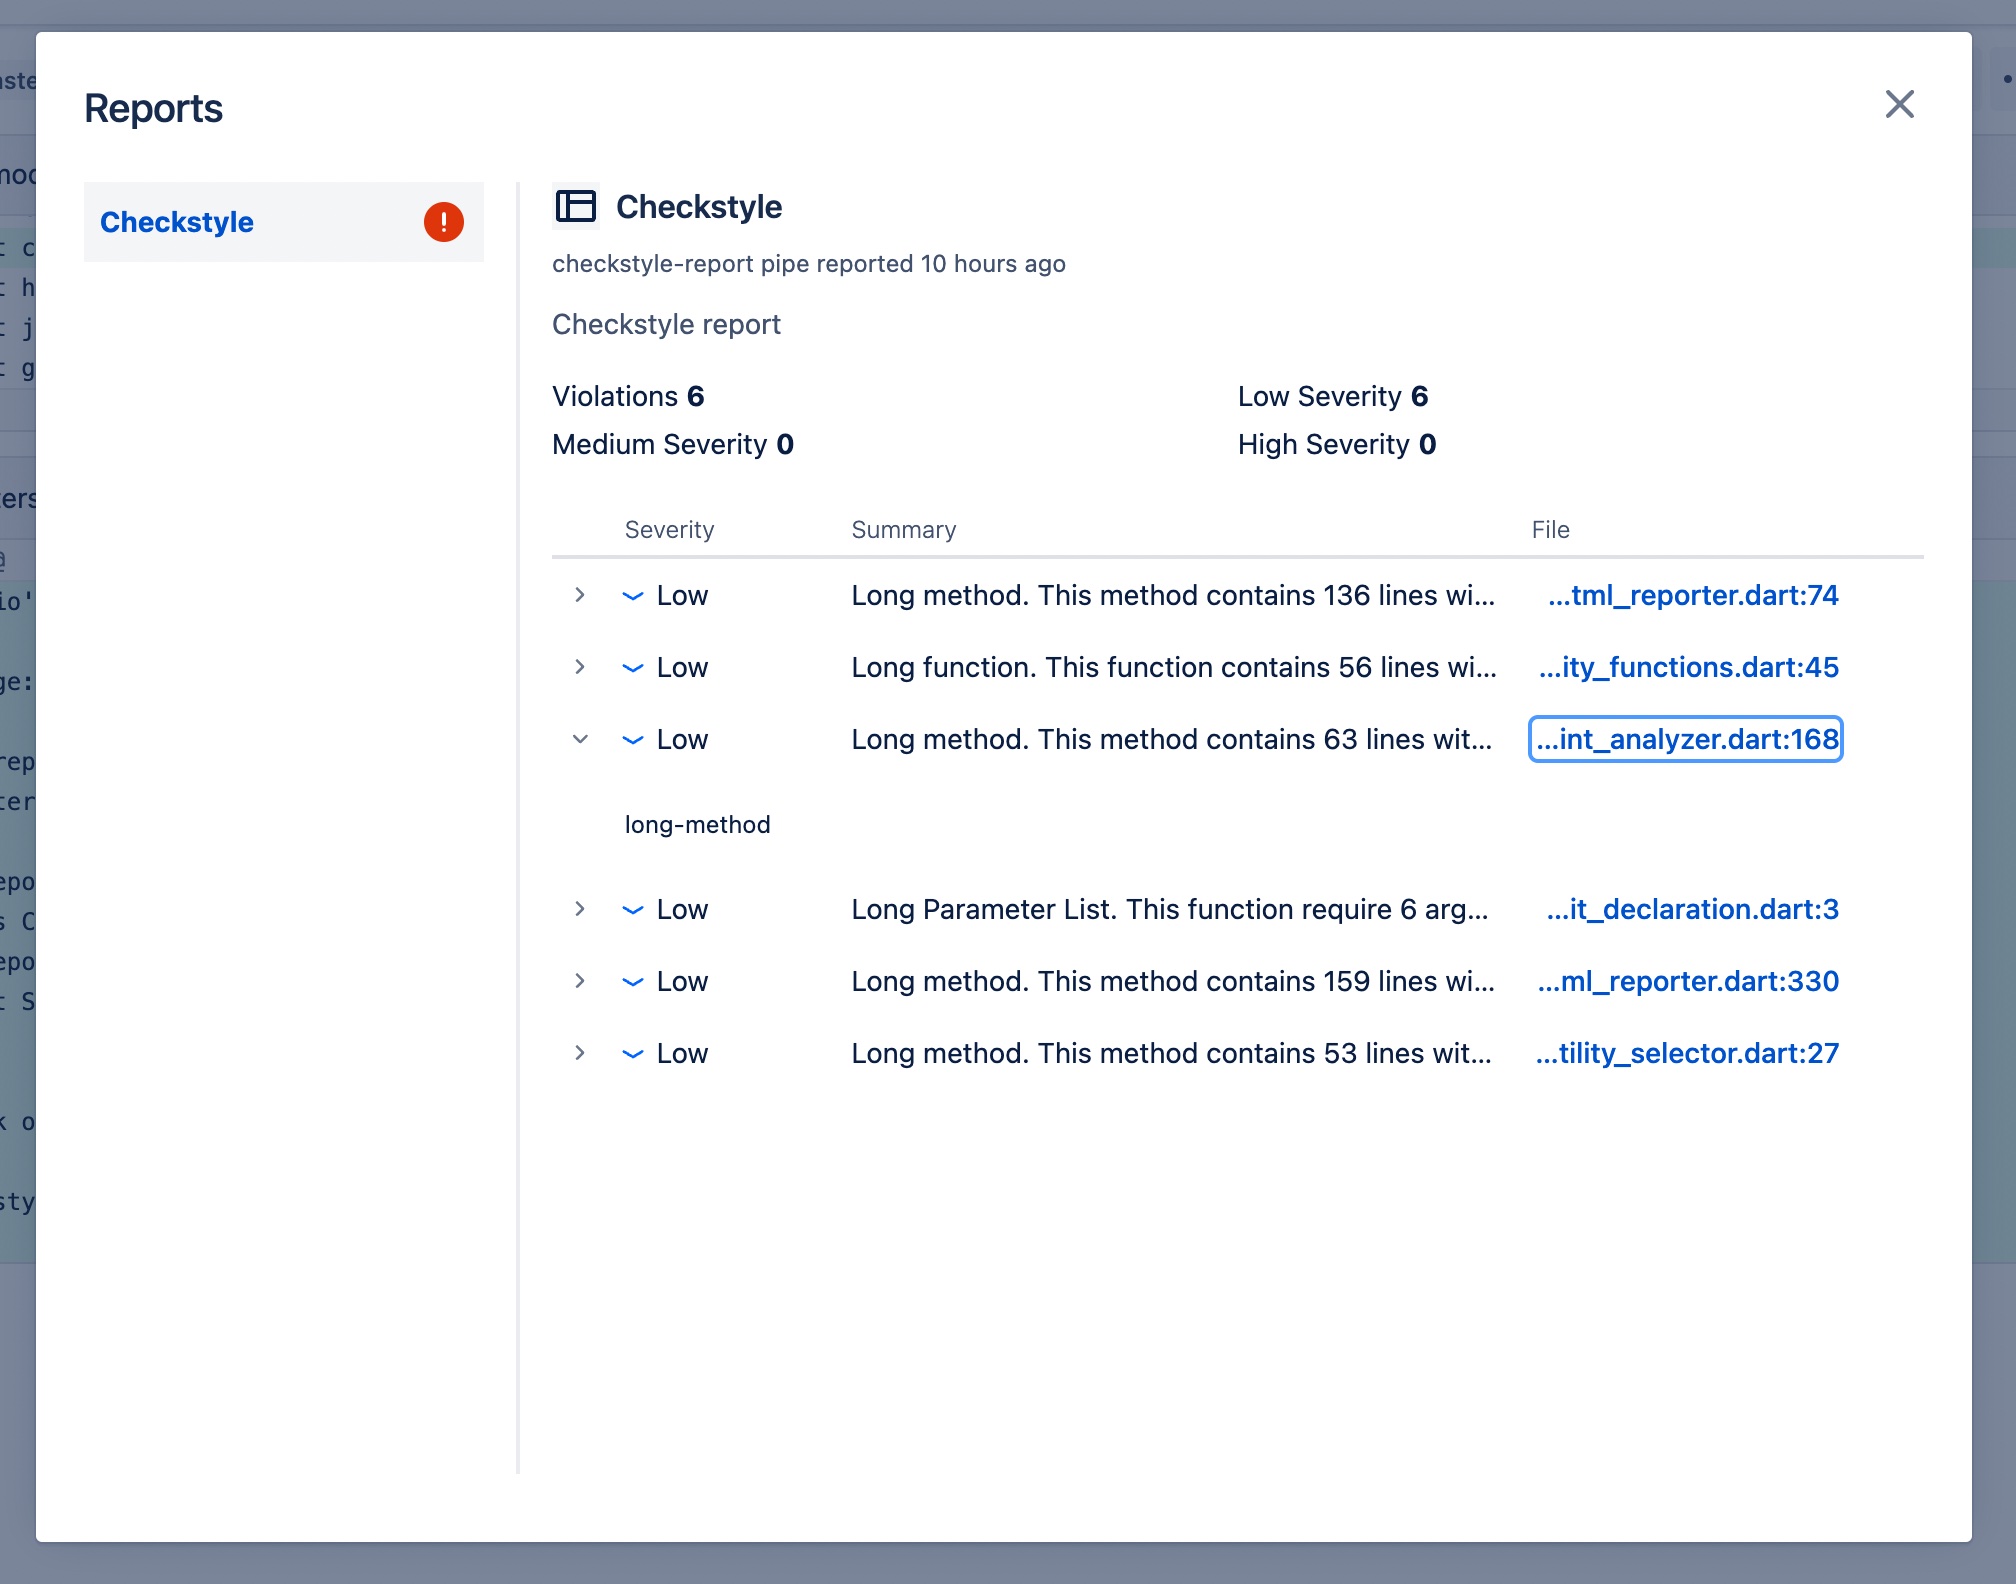 Reports
Checkstyle
Checkstyle
checkstyle-report pipe reported 10 hours ago
Checkstyle report
Violations 6
Low Severity 6
Medium Severity 0
High Severity 0
Severity Summary File
Low Long method. This method contains 136 lines wi... ...tml_reporter.dart:74
Low Long function. This function contains 56 lines wi... ...ity_functions.dart:45
Low Long method. This method contains 63 lines wit... ...int_analyzer.dart:168
long-method
Low Long Parameter List. This function require 6 arg... ...it_declaration.dart:3
Low Long method. This method contains 159 lines wi... ...ml_reporter.dart:330
Low Long method. This method contains 53 lines wit... ...tility_selector.dart:27